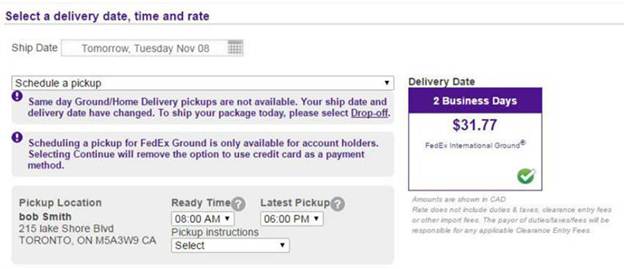 Select a delivery date, time and rate
Ship Date Tomorrow, Tuesday Nov 08
Schedule a pickup
Same day Ground/Home Delivery pickups are not available. Your ship date and
delivery date have changed. To ship your package today, please select Drop-off.
Scheduling a pickup for FedEx Ground is only available for account holders.
Selecting Continue will remove the option to use credit card as a payment
method.
Pickup Location
bob Smith
215 lake Shore Blvd
TORONTO, ON M5A3W9 CA
Ready Time ?
08:00 AM
Latest Pickup ?
06:00 PM
Pickup instructions
Select
Delivery Date
2 Business Days
$31.77
FedEx International Ground®
Amounts are shown in CAD
Rate does not include duties & taxes, clearance entry fees
or other import fees. The payor of duties/taxes/fees will be
responsible for any applicable Clearance Entry Fees.